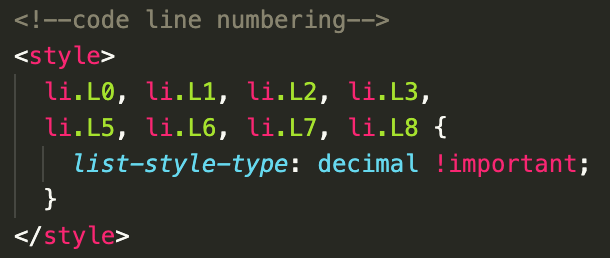 <!--code line numbering-->
<style>
li.L0, li.L1, li.L2, li.L3,
li.L5, li.L6, li.L7, li.L8 {
list-style-type: decimal !important;
}
</style>